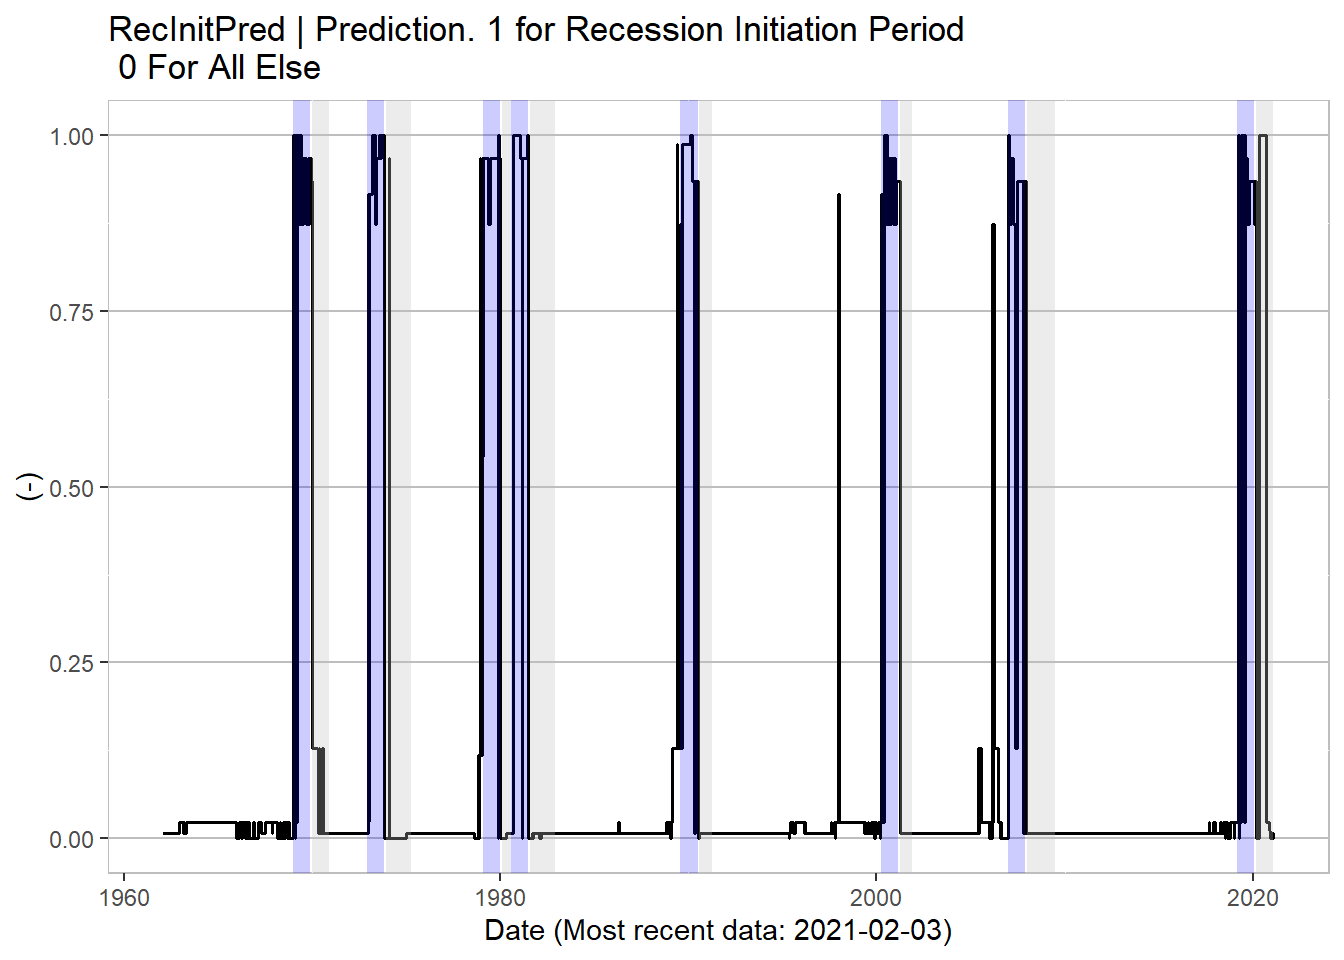 RecInitPred | Prediction. 1 for Recession Initiation Period
0 For All Else
1.00
0.75
0.50
0.25
0.00
(-)
1960 1980 2000 2020
Date (Most recent data: 2021-02-03)